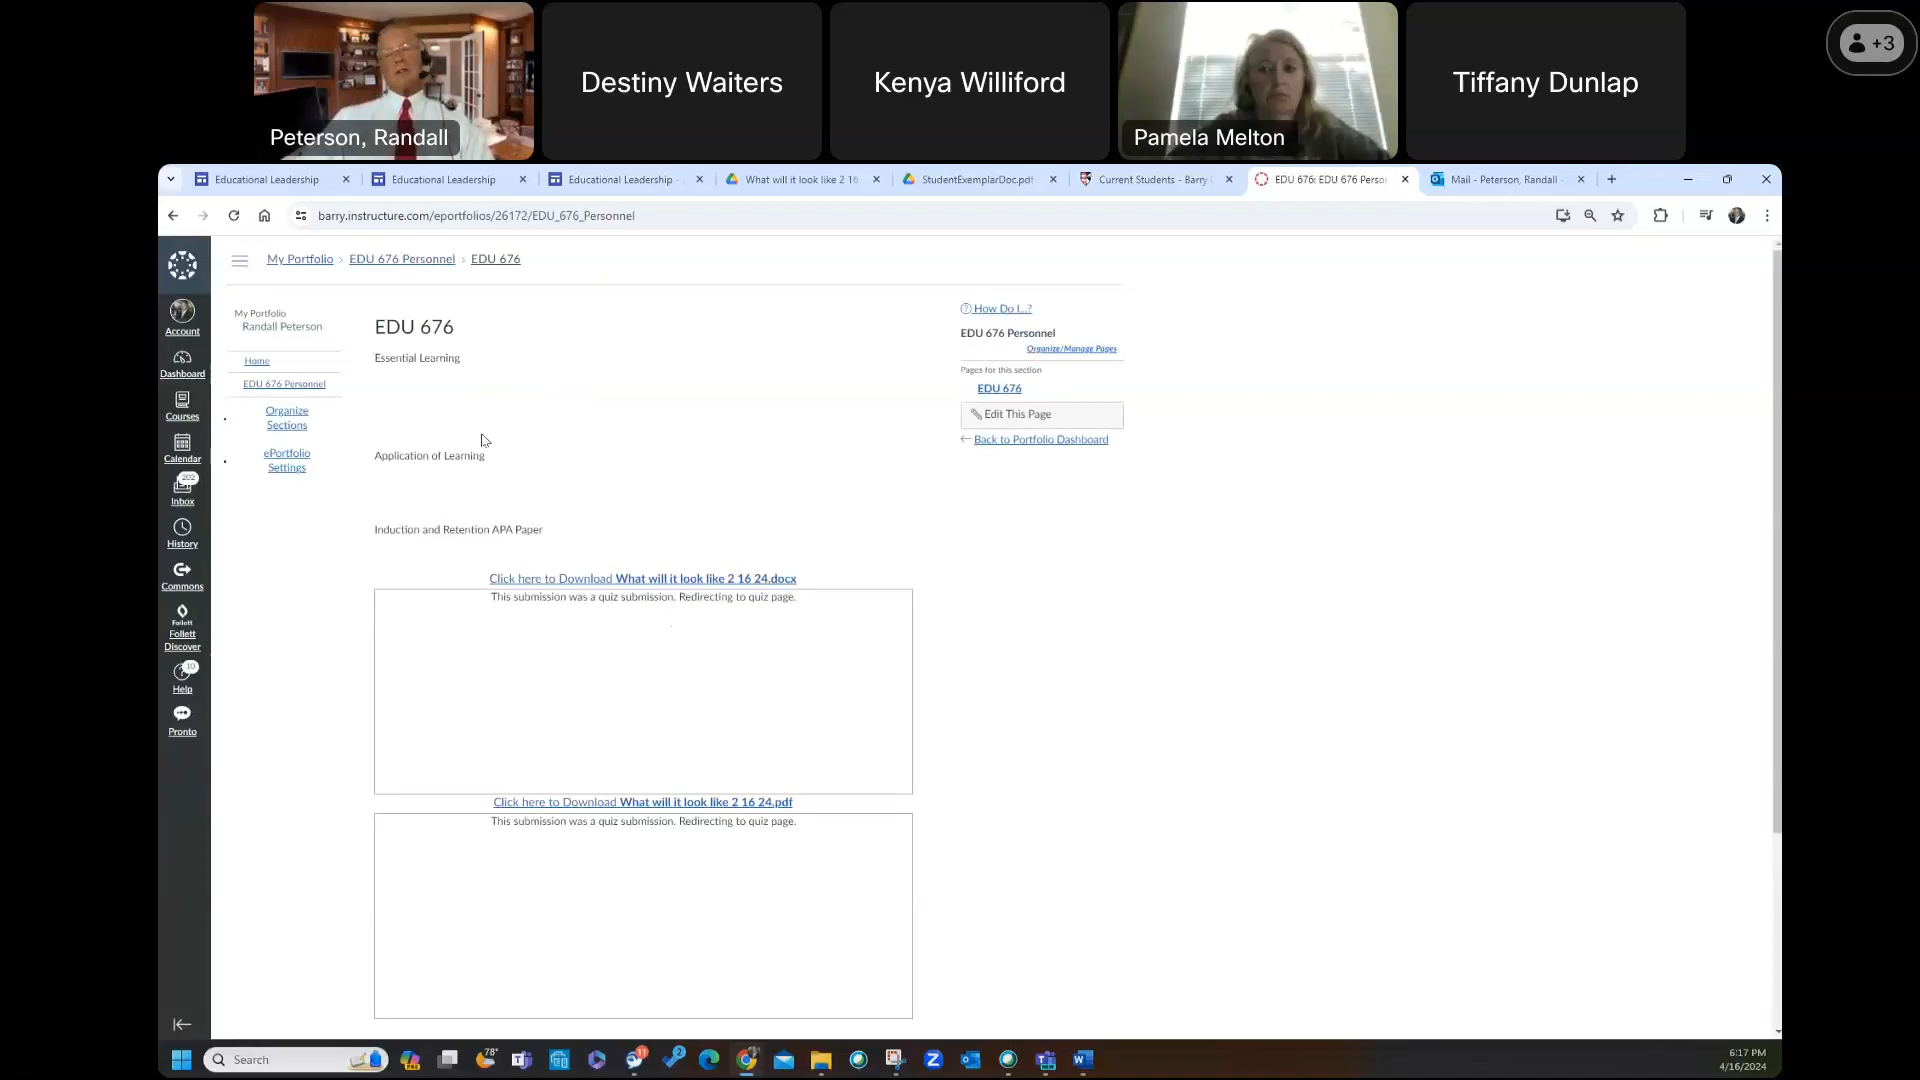 Peterson, Randall
Destiny Waiters
Kenya Williford
Pamela Melton
Tiffany Dunlap
+3
Educational Leadership
Educational Leadership
Educational Leadership -
What will it look like 2 16
StudentExemplarDoc.pdf
Current Students - Barry
EDU 676: EDU 676 Perso
Mail - Peterson, Randall -
barry.instructure.com/eportfolios/26172/EDU_676_Personnel
My Portfolio > EDU 676 Personnel > EDU 676
Account
Dashboard
Courses
Calendar
202
Inbox
History
Commons
Follett
Follett
Discover
10
Help
Pronto
My Portfolio
Randall Peterson
Home
EDU 676 Personnel
Organize
Sections
ePortfolio
Settings
EDU 676
Essential Learning
Application of Learning
Induction and Retention APA Paper
Click here to Download What will it look like 2 16 24.docx
This submission was a quiz submission. Redirecting to quiz page.
Click here to Download What will it look like 2 16 24.pdf
This submission was a quiz submission. Redirecting to quiz page.
How Do I...?
EDU 676 Personnel
Organize/Manage Pages
Pages for this section
EDU 676
Edit This Page
Back to Portfolio Dashboard
Search
78°
11
2
6:17 PM
4/16/2024